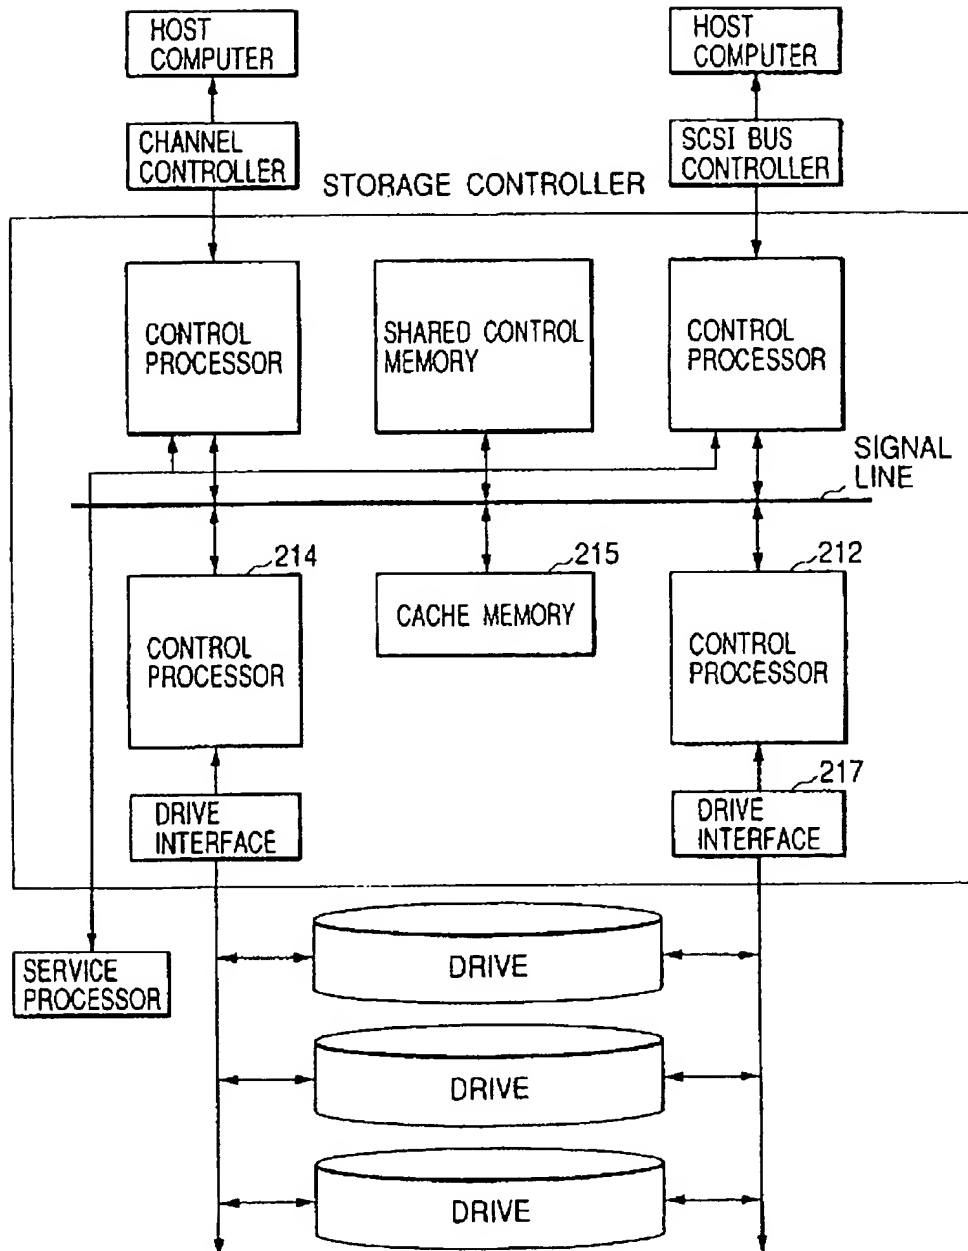 HOST
COMPUTER
HOST
COMPUTER
CHANNEL
CONTROLLER
SCSI BUS
CONTROLLER
STORAGE CONTROLLER
CONTROL
PROCESSOR
SHARED CONTROL
MEMORY
CONTROL
PROCESSOR
SIGNAL
LINE
214
215
212
CONTROL
PROCESSOR
CACHE MEMORY
CONTROL
PROCESSOR
217
DRIVE
INTERFACE
DRIVE
INTERFACE
SERVICE
PROCESSOR
DRIVE
DRIVE
DRIVE